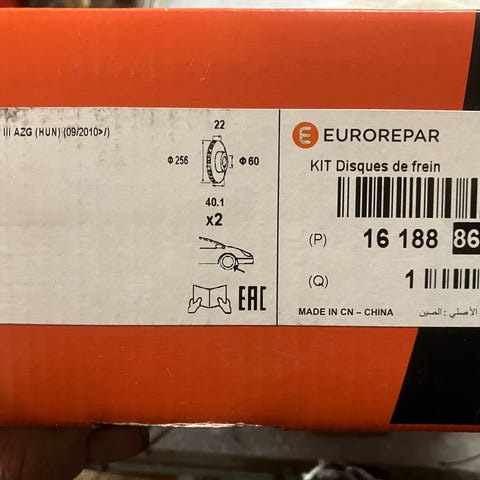 III AZG (HUN) (09/2010>/)
22
Φ 256
Φ 60
40.1
x2
EAC
EUROREPAR
KIT Disques de frein
(P) 16 188 86
(Q) 1
MADE IN CN – CHINA
الأصلي : الصين